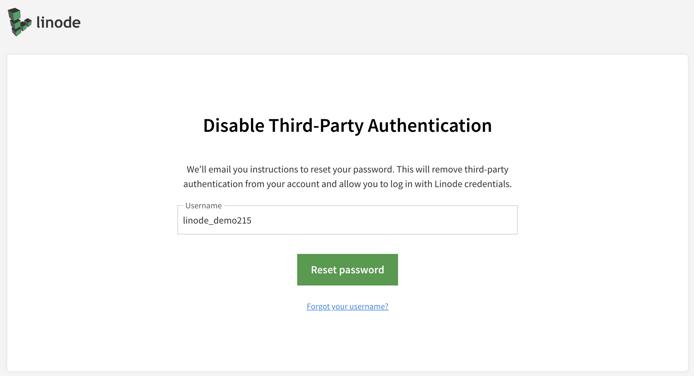 linode
Disable Third-Party Authentication
We'll email you instructions to reset your password. This will remove third-party
authentication from your account and allow you to log in with Linode credentials.
Username
linode_demo215
Reset password
Forgot your username?